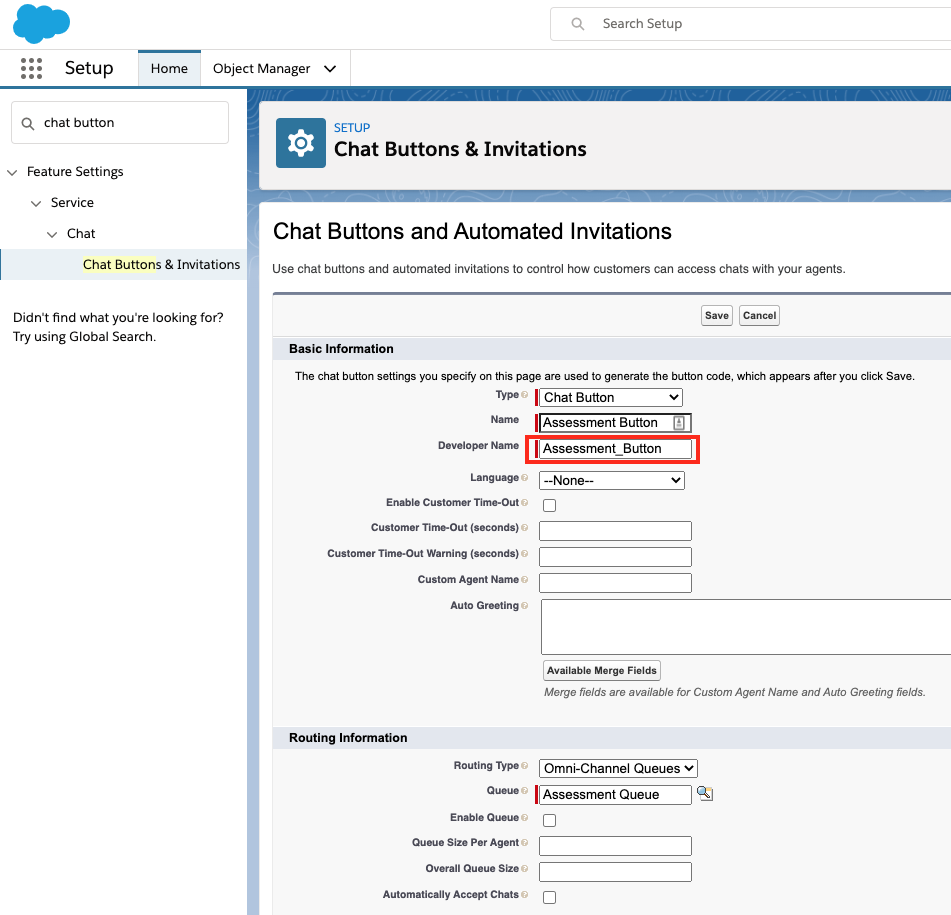 Search Setup
Setup
Home
Object Manager
chat button
Feature Settings
Service
Chat
Chat Buttons & Invitations
Didn't find what you're looking for?
Try using Global Search.
SETUP
Chat Buttons & Invitations
Chat Buttons and Automated Invitations
Use chat buttons and automated invitations to control how customers can access chats with your agents.
Save Cancel
Basic Information
The chat button settings you specify on this page are used to generate the button code, which appears after you click Save.
Type Chat Button
Name Assessment Button
Developer Name Assessment_Button
Language --None--
Enable Customer Time-Out
Customer Time-Out (seconds)
Customer Time-Out Warning (seconds)
Custom Agent Name
Auto Greeting
Available Merge Fields
Merge fields are available for Custom Agent Name and Auto Greeting fields.
Routing Information
Routing Type Omni-Channel Queues
Queue Assessment Queue
Enable Queue
Queue Size Per Agent
Overall Queue Size
Automatically Accept Chats